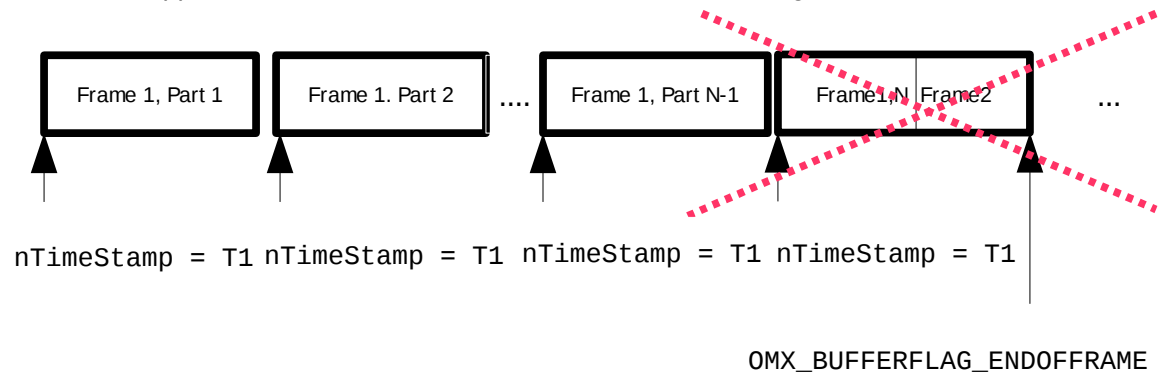 Frame 1, Part 1 Frame 1. Part 2 .... Frame 1, Part N-1 Frame1,N Frame2 ...
nTimeStamp = T1 nTimeStamp = T1 nTimeStamp = T1 nTimeStamp = T1
OMX_BUFFERFLAG_ENDOFFRAME